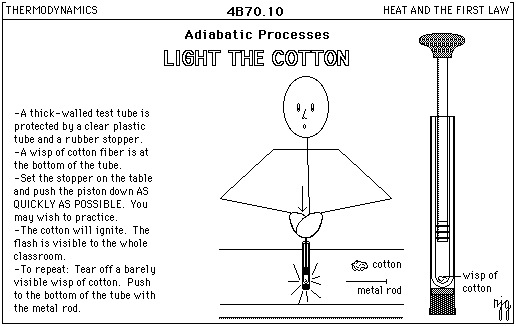 THERMODYNAMICS
4B70.10
HEAT AND THE FIRST LAW
Adiabatic Processes
LIGHT THE COTTON
-A thick-walled test tube is
protected by a clear plastic
tube and a rubber stopper.
-A wisp of cotton fiber is at
the bottom of the tube.
-Set the stopper on the table
and push the piston down AS
QUICKLY AS POSSIBLE. You
may wish to practice.
-The cotton will ignite. The
flash is visible to the whole
classroom.
-To repeat: Tear off a barely
visible wisp of cotton. Push
to the bottom of the tube with
the metal rod.
cotton
metal rod
wisp of
cotton